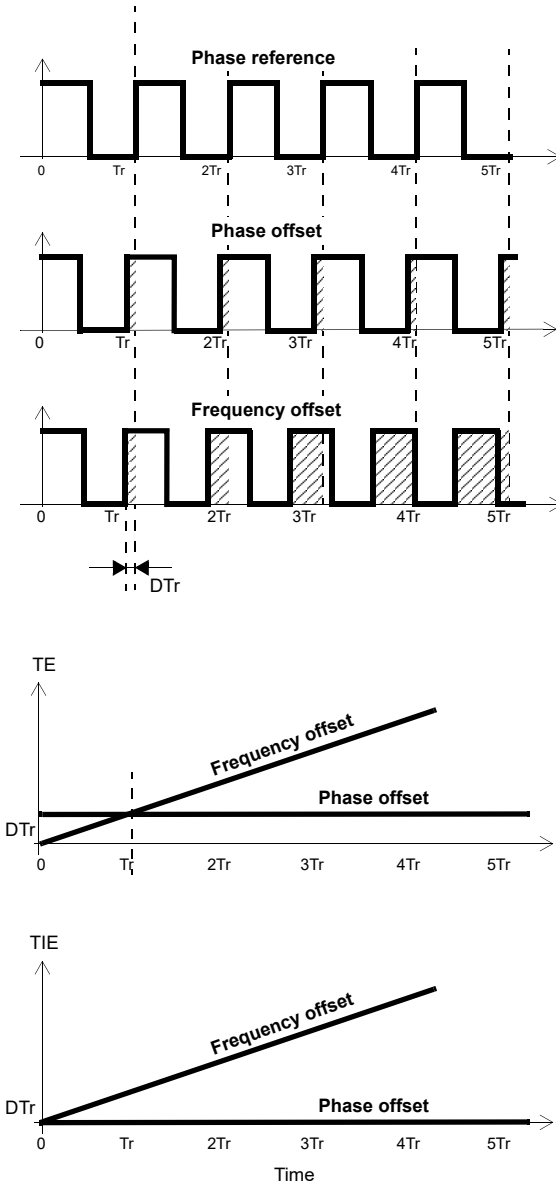 Phase reference
0 Tr 2Tr 3Tr 4Tr 5Tr
Phase offset
0 Tr 2Tr 3Tr 4Tr 5Tr
Frequency offset
0 Tr 2Tr 3Tr 4Tr 5Tr
DTr
TE
Frequency offset
Phase offset
DTr
0 Tr 2Tr 3Tr 4Tr 5Tr
TIE
Frequency offset
Phase offset
DTr
0 Tr 2Tr 3Tr 4Tr 5Tr
Time